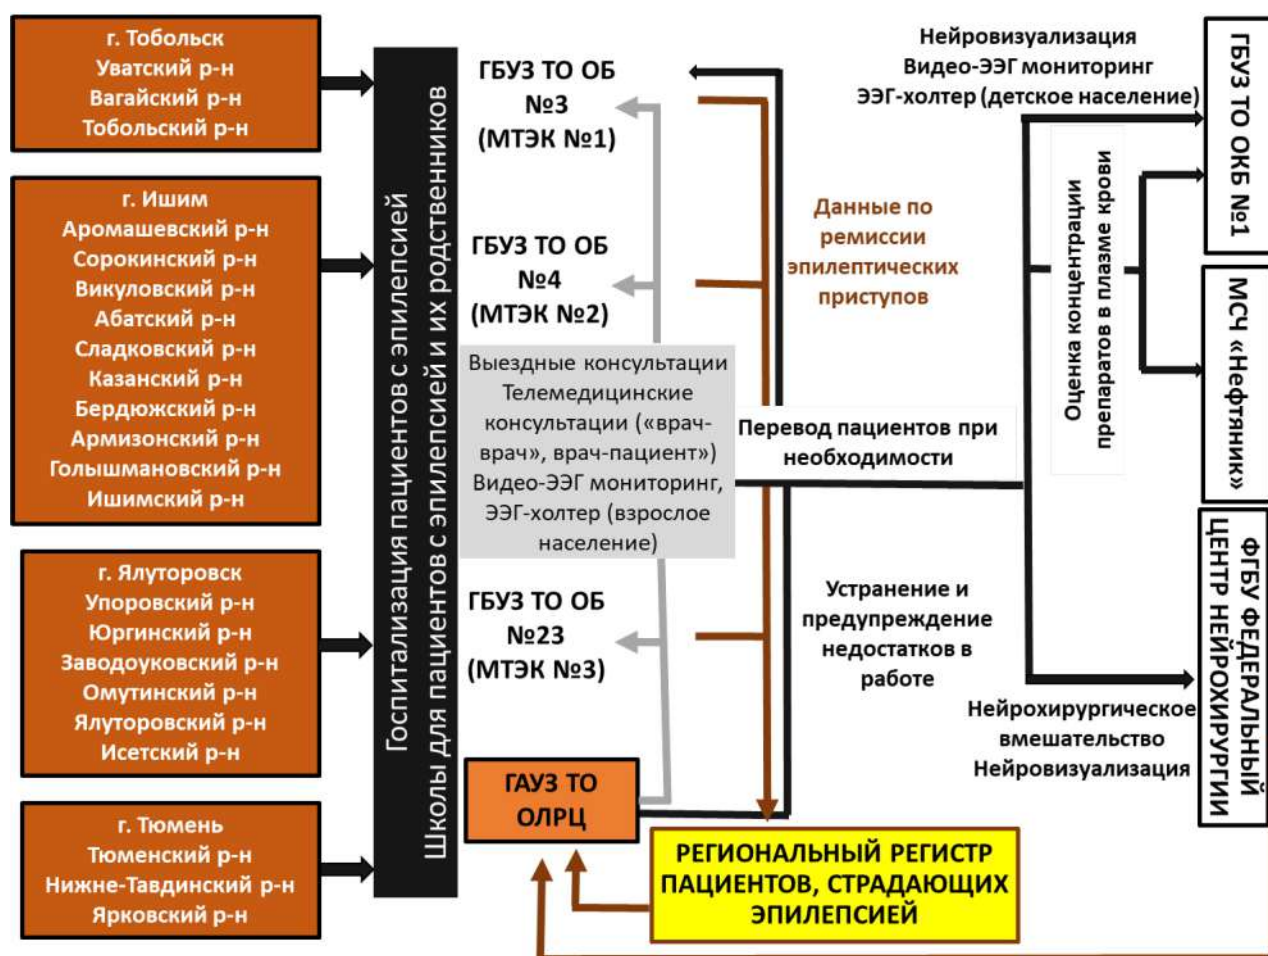 г. Тобольск
Уватский р-н
Вагайский р-н
Тобольский р-н
г. Ишим
Аромашевский р-н
Сорокинский р-н
Викуловский р-н
Абатский р-н
Сладковский р-н
Казанский р-н
Бердюжский р-н
Армизонский р-н
Голышмановский р-н
Ишимский р-н
г. Ялуторовск
Упоровский р-н
Юргинский р-н
Заводоуковский р-н
Омутинский р-н
Ялуторовский р-н
Исетский р-н
г. Тюмень
Тюменский р-н
Нижне-Тавдинский р-н
Ярковский р-н
Госпитализация пациентов с эпилепсией
Школы для пациентов с эпилепсией и их родственников
ГБУЗ ТО ОБ
№3
(МТЭК №1)
ГБУЗ ТО ОБ
№4
(МТЭК №2)
Выездные консультации
Телемедицинские
консультации («врач-
врач», врач-пациент»)
Видео-ЭЭГ мониторинг,
ЭЭГ-холтер (взрослое
население)
ГБУЗ ТО ОБ
№23
(МТЭК №3)
ГАУЗ ТО
ОЛРЦ
Данные по
ремиссии
эпилептических
приступов
Перевод пациентов при
необходимости
Устранение и
предупреждение
недостатков в
работе
РЕГИОНАЛЬНЫЙ РЕГИСТР
ПАЦИЕНТОВ, СТРАДАЮЩИХ
ЭПИЛЕПСИЕЙ
Нейровизуализация
Видео-ЭЭГ мониторинг
ЭЭГ-холтер (детское население)
Оценка концентрации
препаратов в плазме крови
Нейрохирургическое
вмешательство
Нейровизуализация
ГБУЗ ТО ОКБ
№1
МСЧ «Нефтяник»
ФГБУ ФЕДЕРАЛЬНЫЙ
ЦЕНТР НЕЙРОХИРУРГИИ